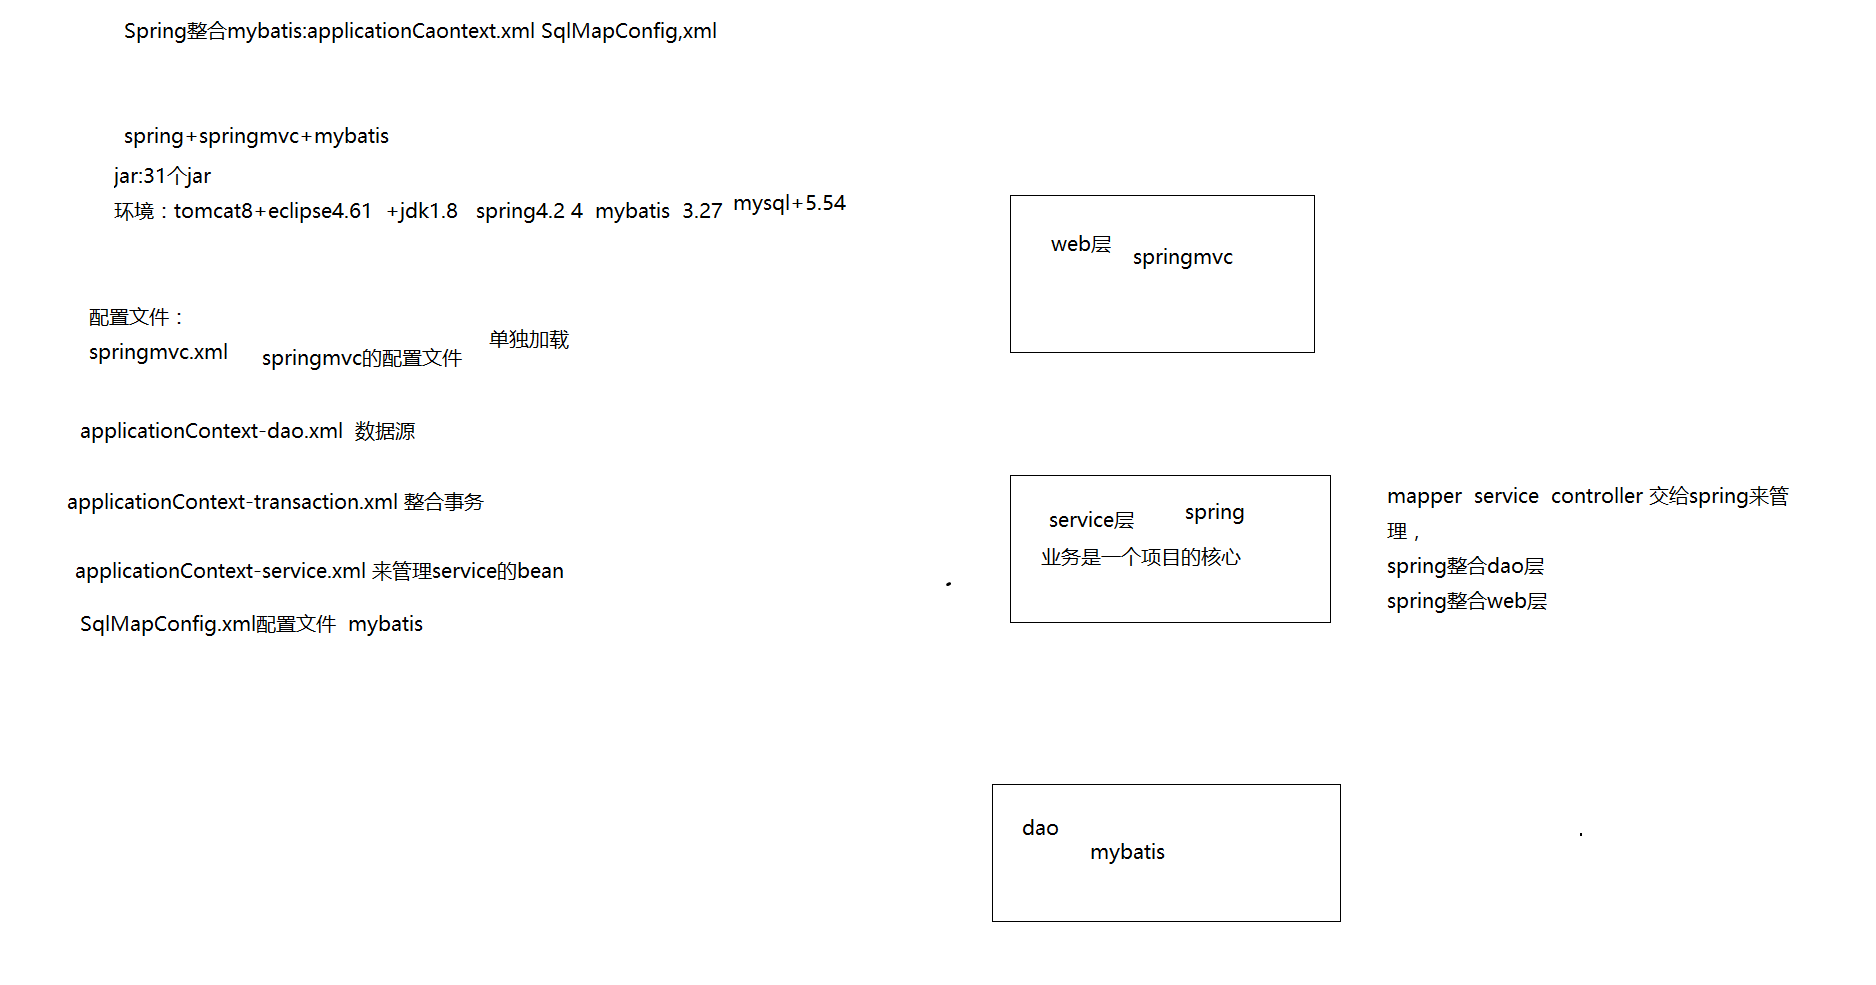 Spring整合mybatis:applicationCaontext.xml SqlMapConfig,xml
spring+springmvc+mybatis
jar:31个jar
环境：tomcat8+eclipse4.61  +jdk1.8  spring4.2 4  mybatis  3.27  mysql+5.54
配置文件：
springmvc.xml  springmvc的配置文件  单独加载
applicationContext-dao.xml  数据源
applicationContext-transaction.xml 整合事务
applicationContext-service.xml 来管理service的bean
SqlMapConfig.xml配置文件  mybatis
web层  springmvc
service层  spring
业务是一个项目的核心
mapper  service  controller 交给spring来管
理，
spring整合dao层
spring整合web层
dao
mybatis